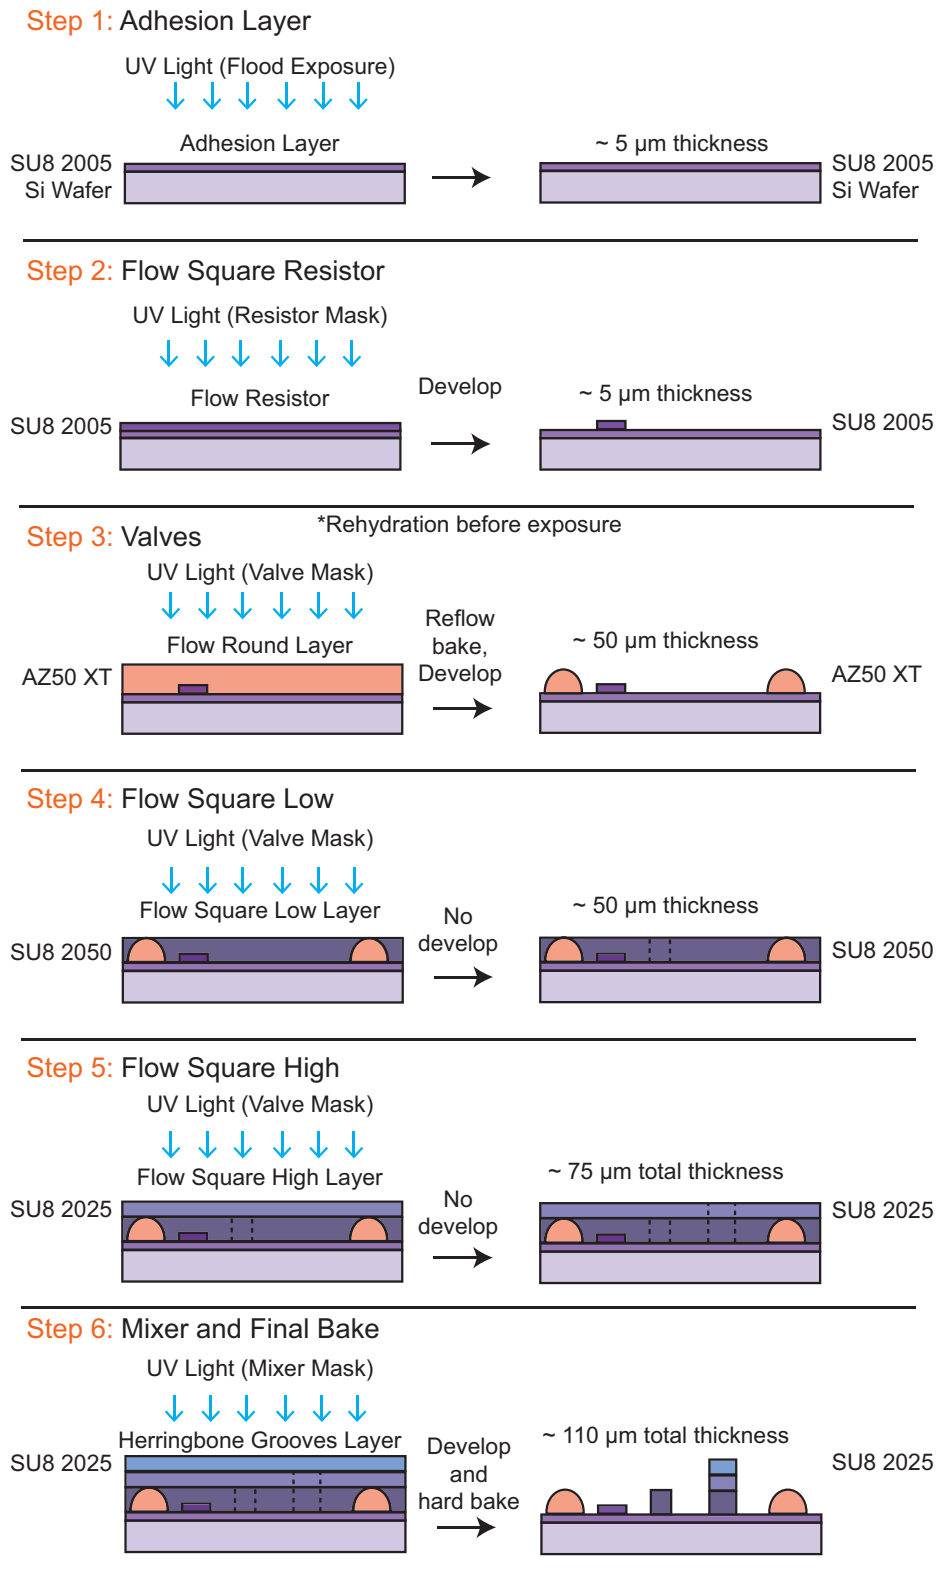 Step 1: Adhesion Layer
UV Light (Flood Exposure)
Adhesion Layer
~ 5 µm thickness
SU8 2005
Si Wafer
SU8 2005
Si Wafer
Step 2: Flow Square Resistor
UV Light (Resistor Mask)
Flow Resistor
Develop
~ 5 µm thickness
SU8 2005
SU8 2005
*Rehydration before exposure
Step 3: Valves
UV Light (Valve Mask)
Flow Round Layer
Reflow
bake,
Develop
~ 50 µm thickness
AZ50 XT
AZ50 XT
Step 4: Flow Square Low
UV Light (Valve Mask)
Flow Square Low Layer
No
develop
~ 50 µm thickness
SU8 2050
SU8 2050
Step 5: Flow Square High
UV Light (Valve Mask)
Flow Square High Layer
No
develop
~ 75 µm total thickness
SU8 2025
SU8 2025
Step 6: Mixer and Final Bake
UV Light (Mixer Mask)
Herringbone Grooves Layer
Develop
and
hard bake
~ 110 µm total thickness
SU8 2025
SU8 2025